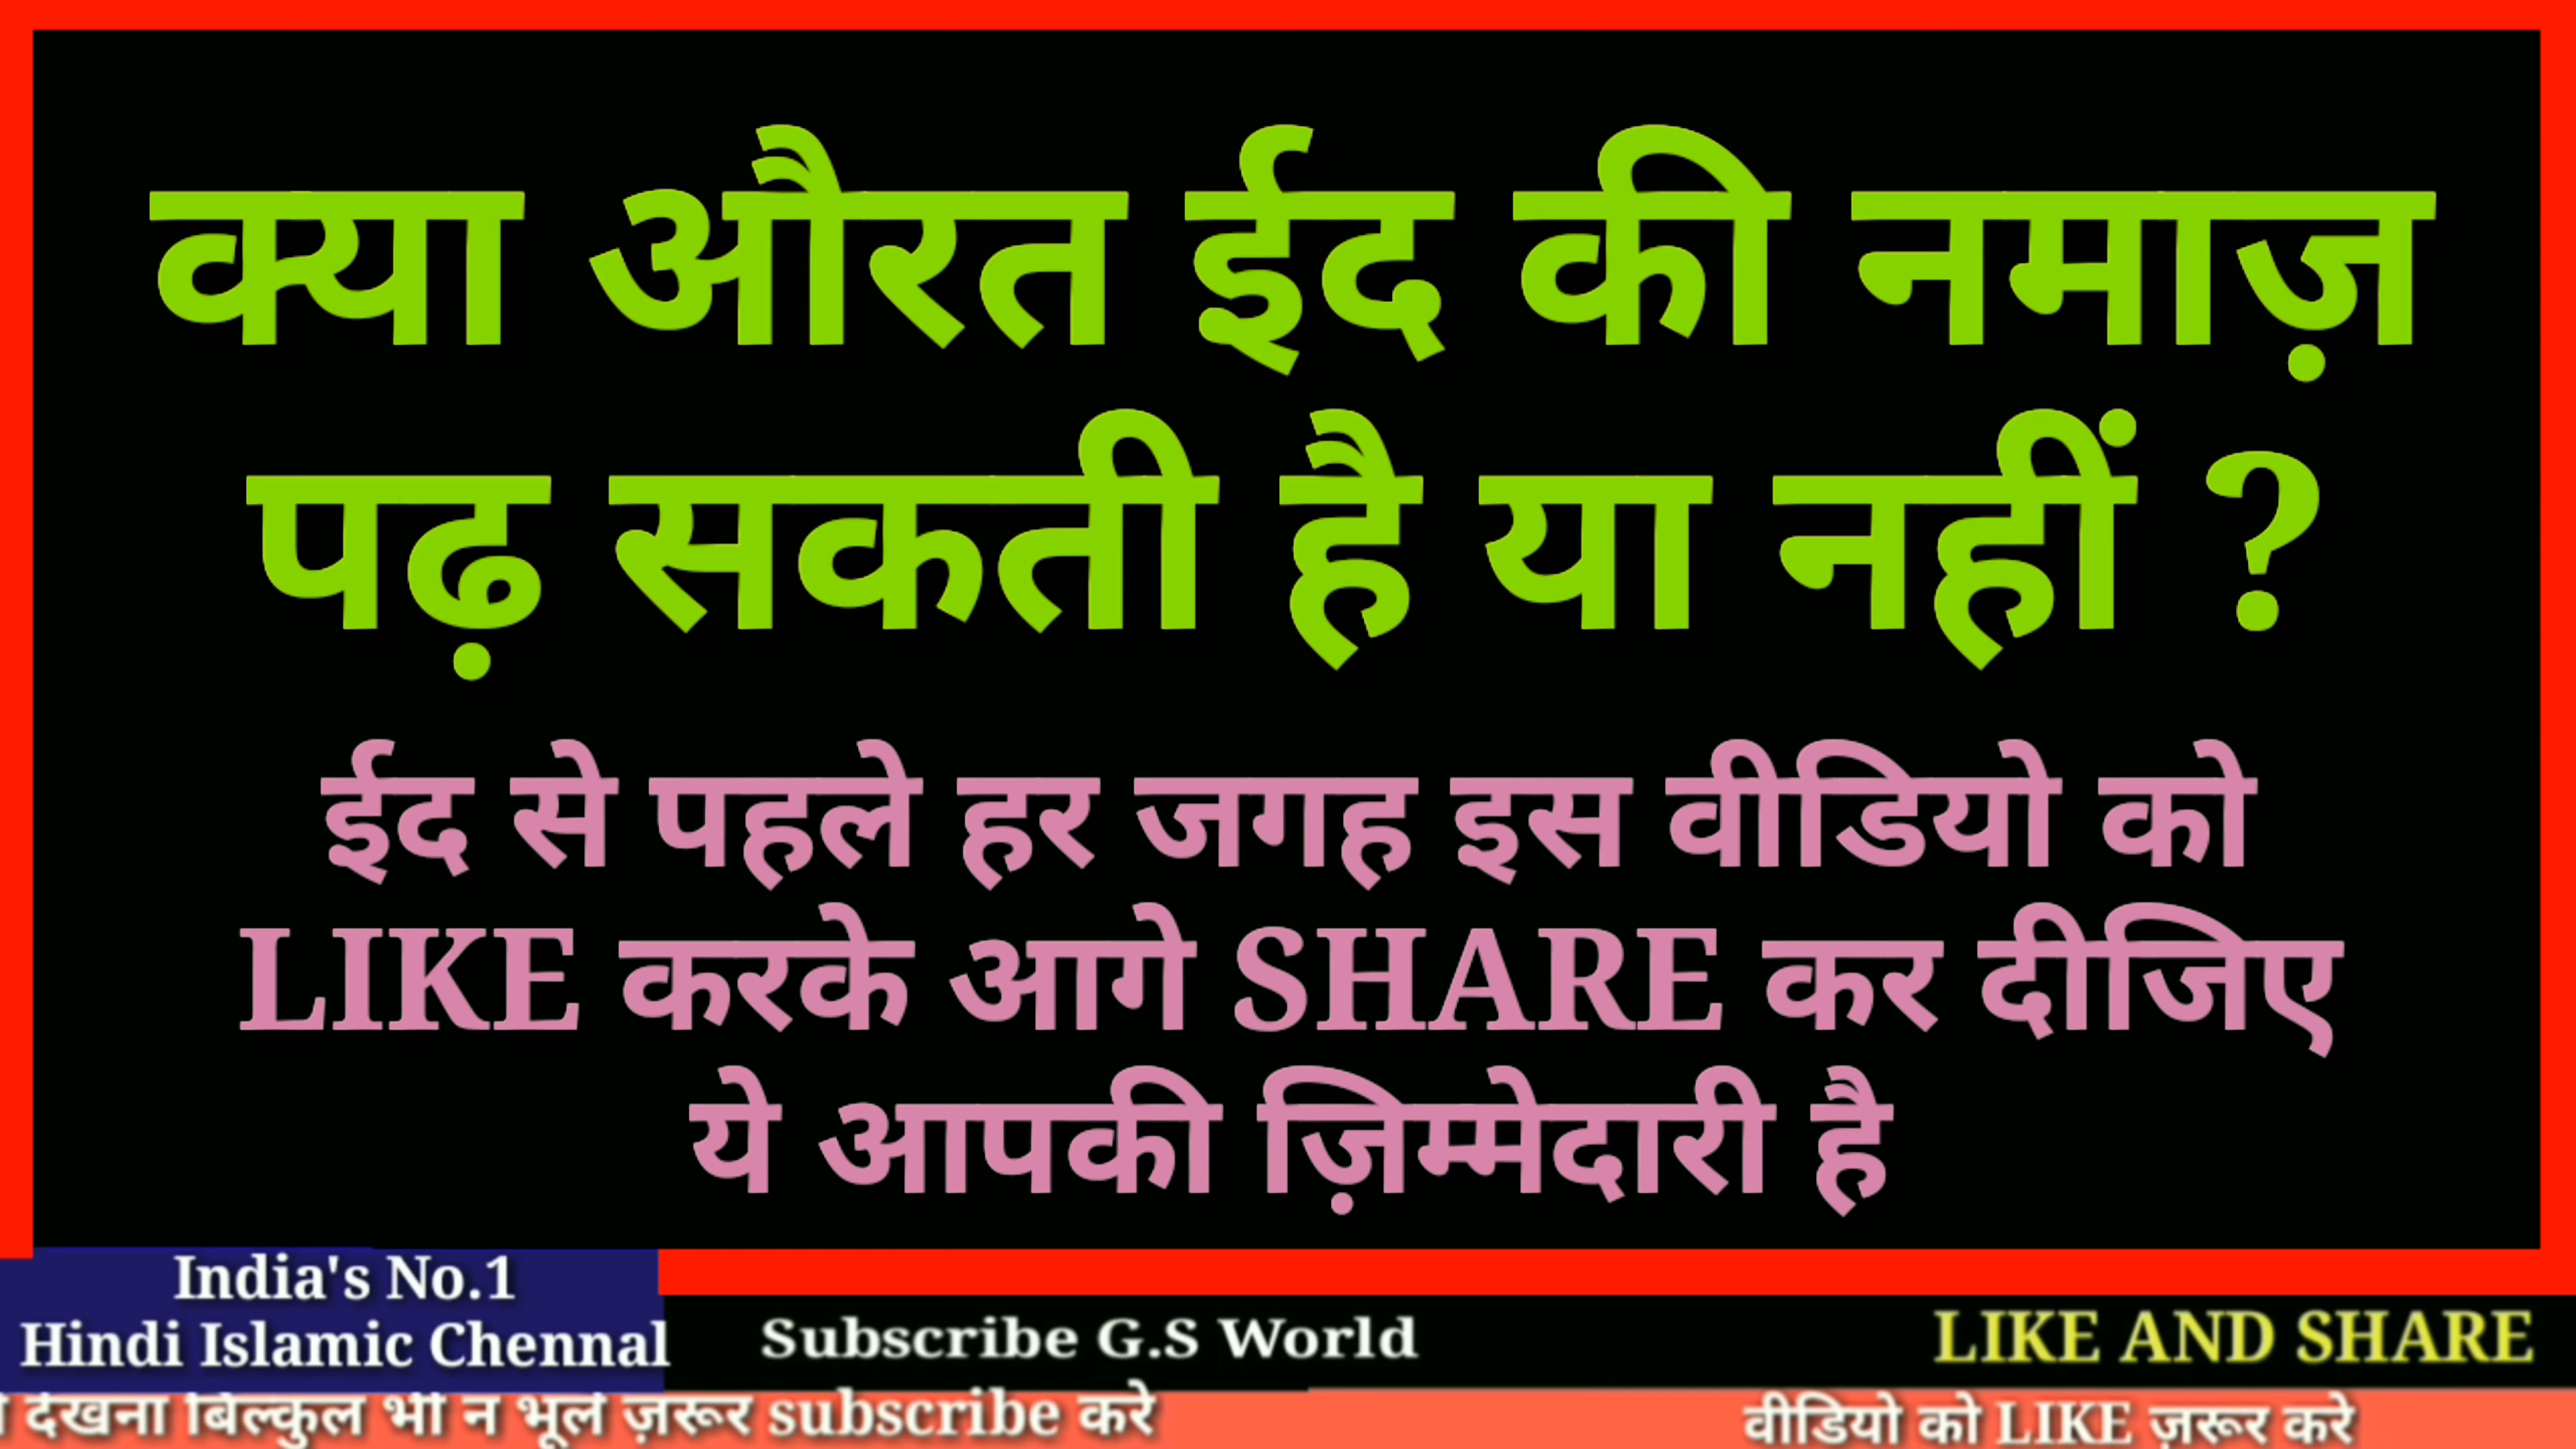 क्या औरत ईद की नमाज़
पढ़ सकती है या नहीं ?
ईद से पहले हर जगह इस वीडियो को
LIKE करके आगे SHARE कर दीजिए
ये आपकी ज़िम्मेदारी है
India's No.1
Hindi Islamic Chennal
Subscribe G.S World
LIKE AND SHARE
देखना बिल्कुल भी न भूले ज़रूर subscribe करे
वीडियो को LIKE ज़रूर करे